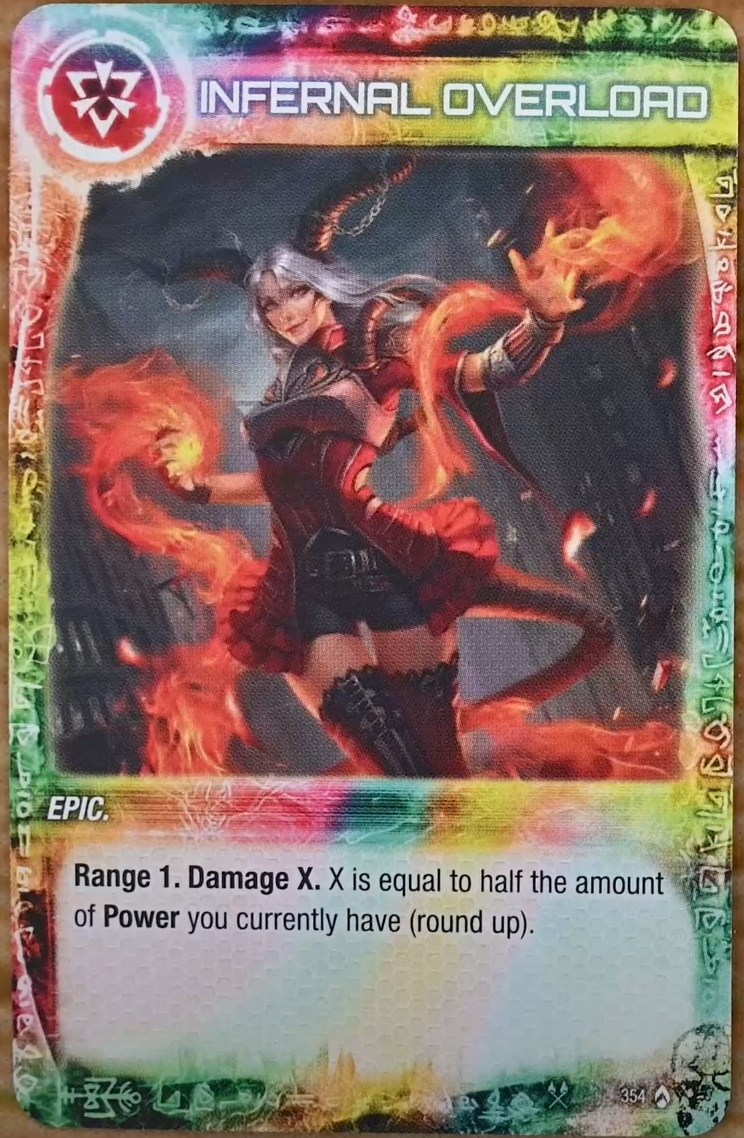 INFERNAL OVERLOAD
EPIC.
Range 1. Damage X. X is equal to half the amount
of Power you currently have (round up).
354